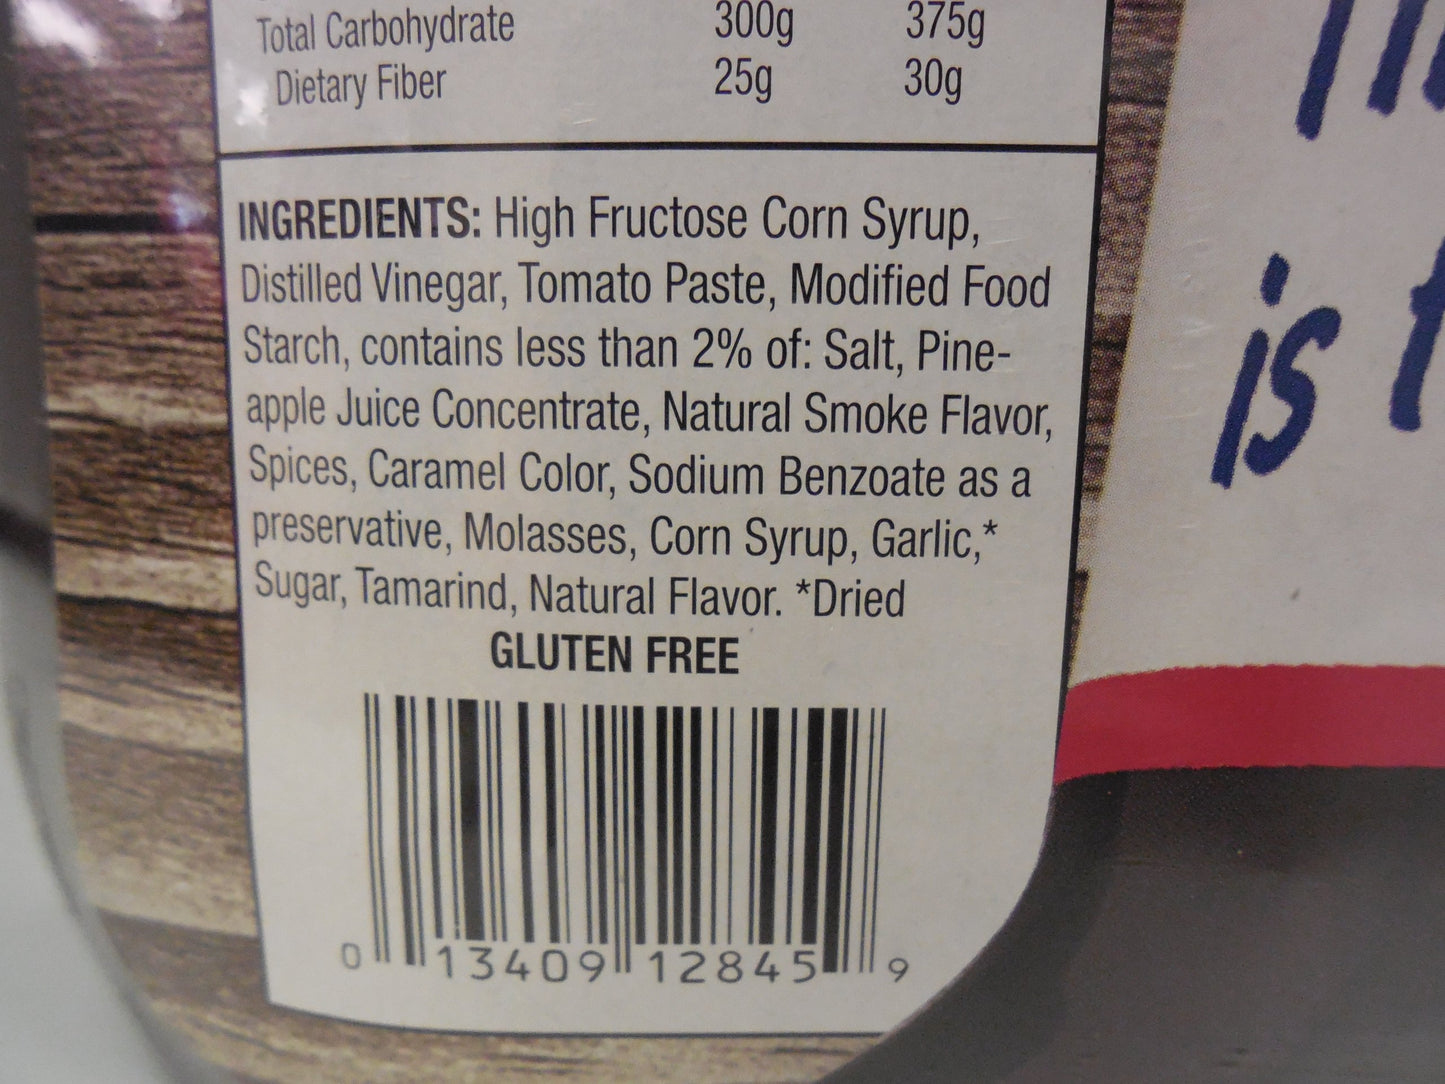 Total Carbohydrate 300g 375g
Dietary Fiber 25g 30g
INGREDIENTS: High Fructose Corn Syrup,
Distilled Vinegar, Tomato Paste, Modified Food
Starch, contains less than 2% of: Salt, Pine-
apple Juice Concentrate, Natural Smoke Flavor,
Spices, Caramel Color, Sodium Benzoate as a
preservative, Molasses, Corn Syrup, Garlic,*
Sugar, Tamarind, Natural Flavor. *Dried
GLUTEN FREE
0 13409 12845 9
is